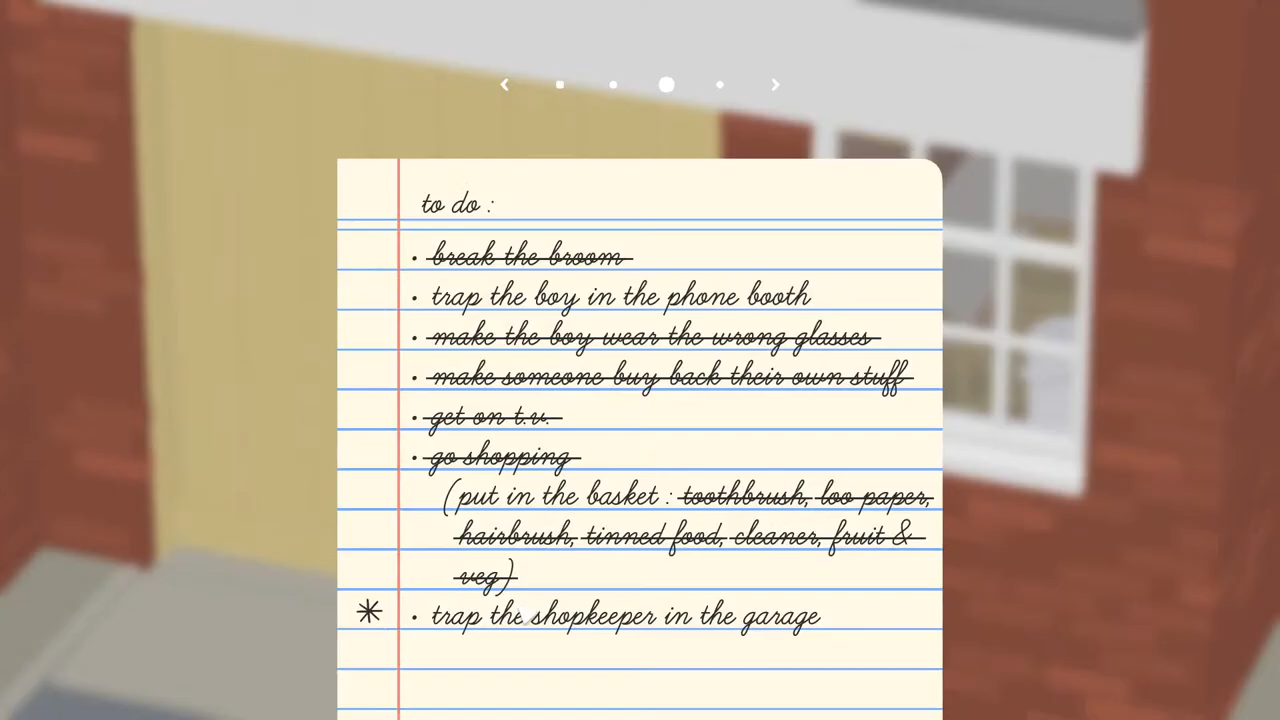 to do :
• break the broom
• trap the boy in the phone booth
• make the boy wear the wrong glasses
• make someone buy back their own stuff
• get on t.v.
• go shopping
(put in the basket : toothbrush, loo paper,
hairbrush, tinned food, cleaner, fruit &
veg)
* • trap the shopkeeper in the garage